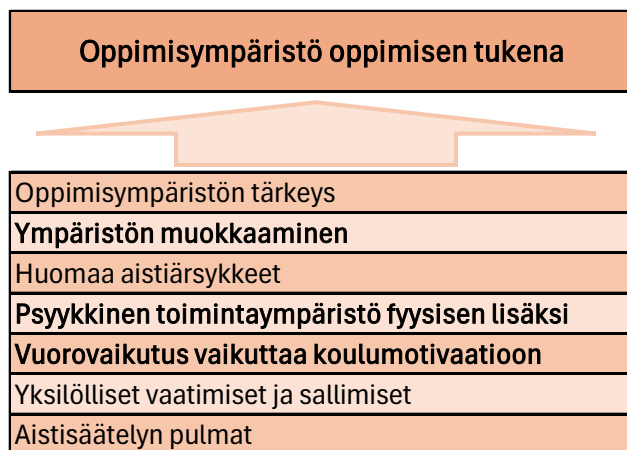 Oppimisympäristö oppimisen tukena
Oppimisympäristön tärkeys
Ympäristön muokkaaminen
Huomaa aistiärsykkeet
Psyykkinen toimintaympäristö fyysisen lisäksi
Vuorovaikutus vaikuttaa koulumotivaatioon
Yksilölliset vaatimiset ja sallimiset
Aistisäätelyn pulmat